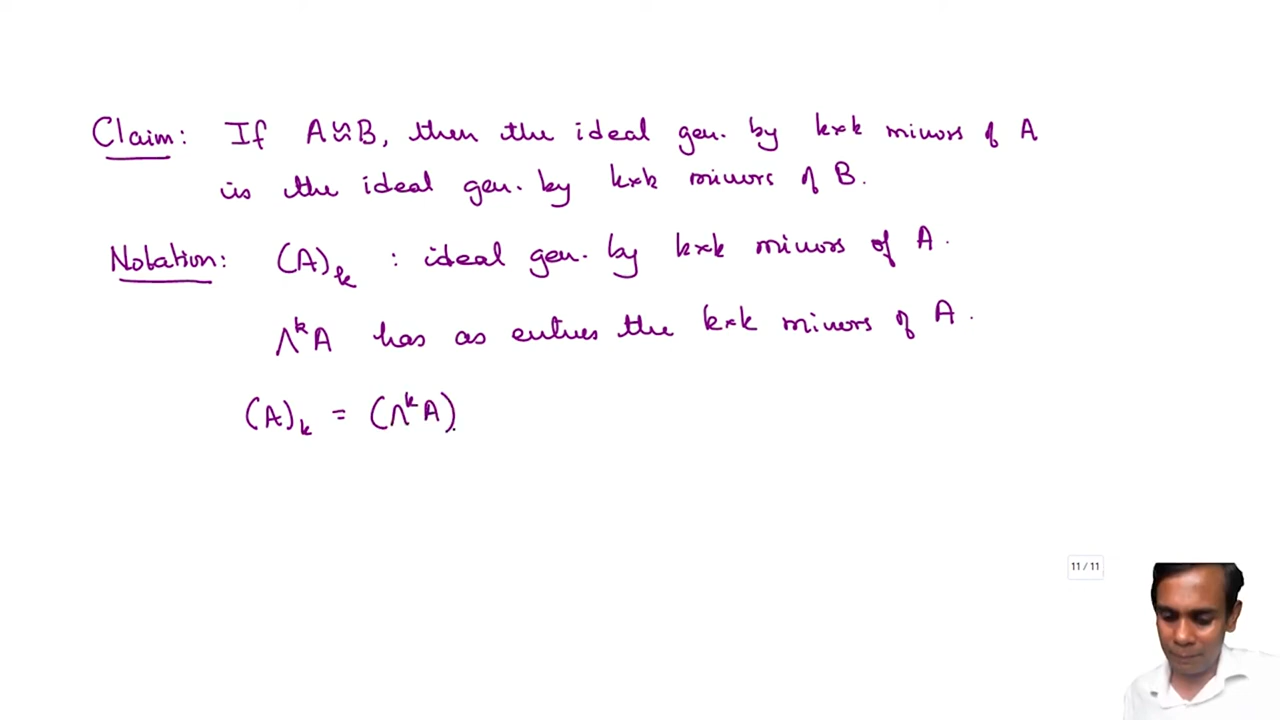 Claim: If A≈B, then the ideal gen. by k×k minors of A
is the ideal gen. by k×k minors of B.
Notation: (A)ₖ : ideal gen. by k×k minors of A.
ΛᵏA has as entries the k×k minors of A.
(A)ₖ = (ΛᵏA)
11 / 11